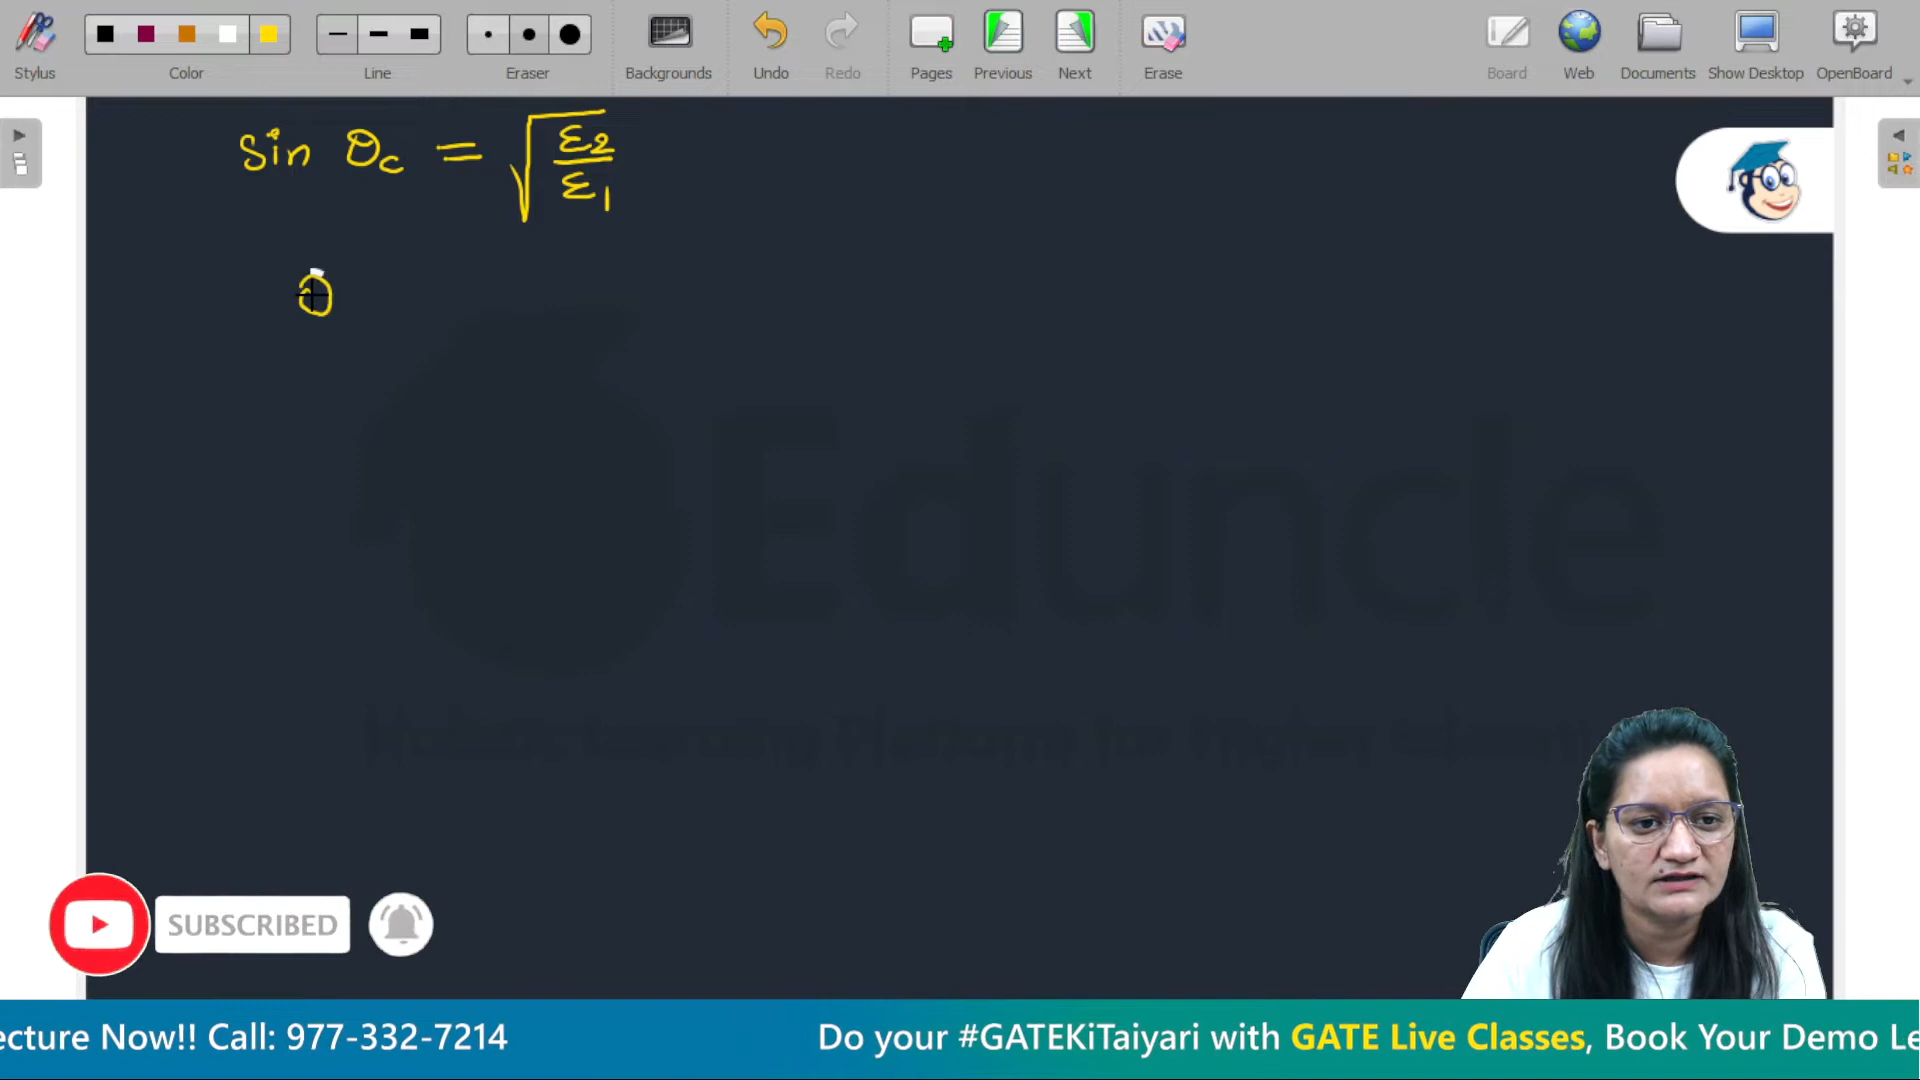 Stylus Color Line Eraser Backgrounds Undo Redo Pages Previous Next Erase Board Web Documents Show Desktop OpenBoard
sin θc = √(ε2/ε1)
θ
Eduncle
SUBSCRIBED
ecture Now!! Call: 977-332-7214 Do your #GATEKiTaiyari with GATE Live Classes, Book Your Demo Le